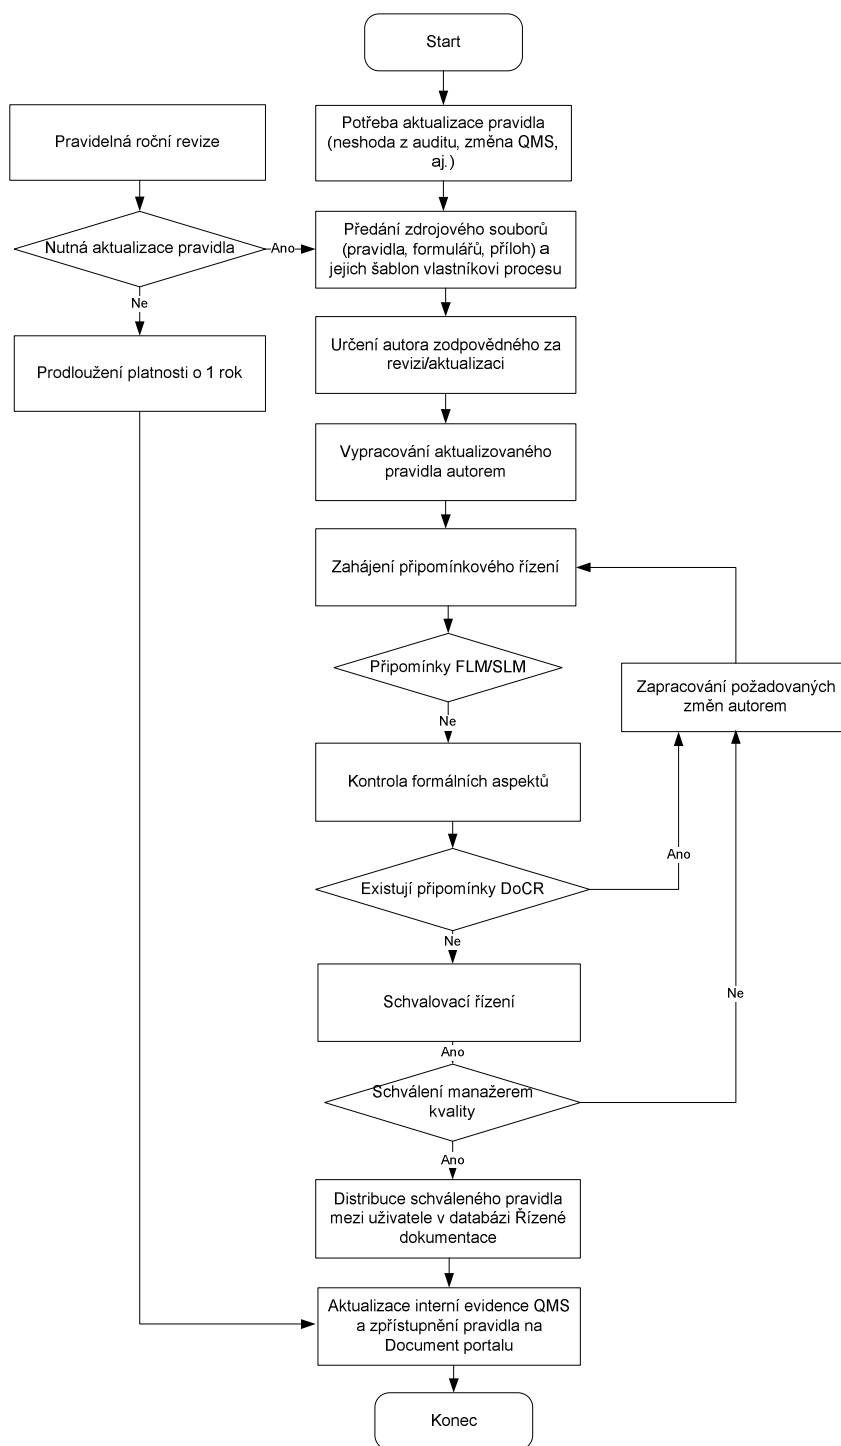 Start
Pravidelná roční revize
Potřeba aktualizace pravidla
(neshoda z auditu, změna QMS,
aj.)
Nutná aktualizace pravidla
Ano
Předání zdrojového souborů
(pravidla, formulářů, příloh) a
jejich šablon vlastníkovi procesu
Ne
Prodloužení platnosti o 1 rok
Určení autora zodpovědného za
revizi/aktualizaci
Vypracování aktualizovaného
pravidla autorem
Zahájení připomínkového řízení
Připomínky FLM/SLM
Zapracování požadovaných
změn autorem
Ne
Kontrola formálních aspektů
Ano
Existují připomínky DoCR
Ne
Schvalovací řízení
Ne
Ano
Schválení manažerem
kvality
Ano
Distribuce schváleného pravidla
mezi uživatele v databázi Řízené
dokumentace
Aktualizace interní evidence QMS
a zpřístupnění pravidla na
Document portalu
Konec